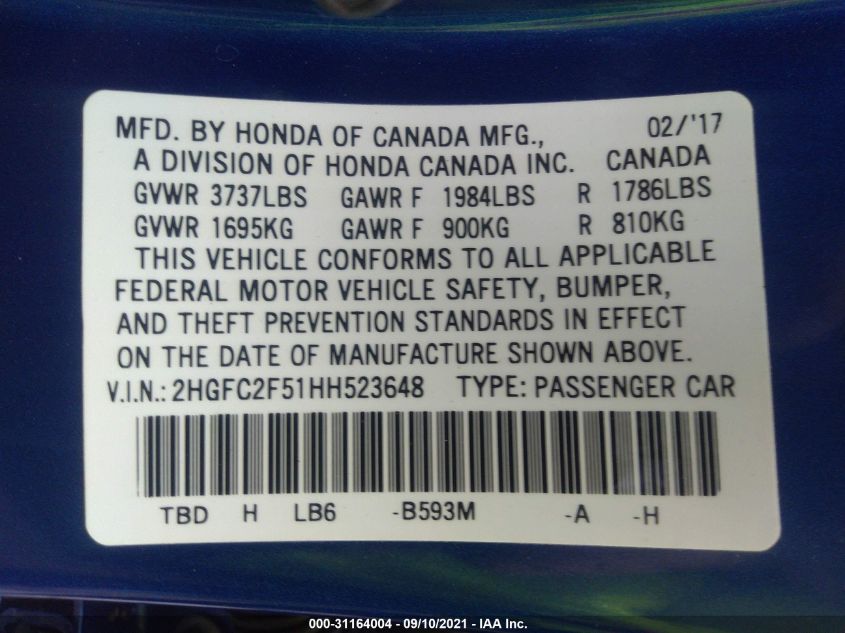 MFD. BY HONDA OF CANADA MFG., 02/'17
A DIVISION OF HONDA CANADA INC. CANADA
GVWR 3737LBS GAWR F 1984LBS R 1786LBS
GVWR 1695KG GAWR F 900KG R 810KG
THIS VEHICLE CONFORMS TO ALL APPLICABLE
FEDERAL MOTOR VEHICLE SAFETY, BUMPER,
AND THEFT PREVENTION STANDARDS IN EFFECT
ON THE DATE OF MANUFACTURE SHOWN ABOVE.
V.I.N.: 2HGFC2F51HH523648 TYPE: PASSENGER CAR
TBD H LB6 -B593M -A -H
000-31164004 - 09/10/2021 - IAA Inc.